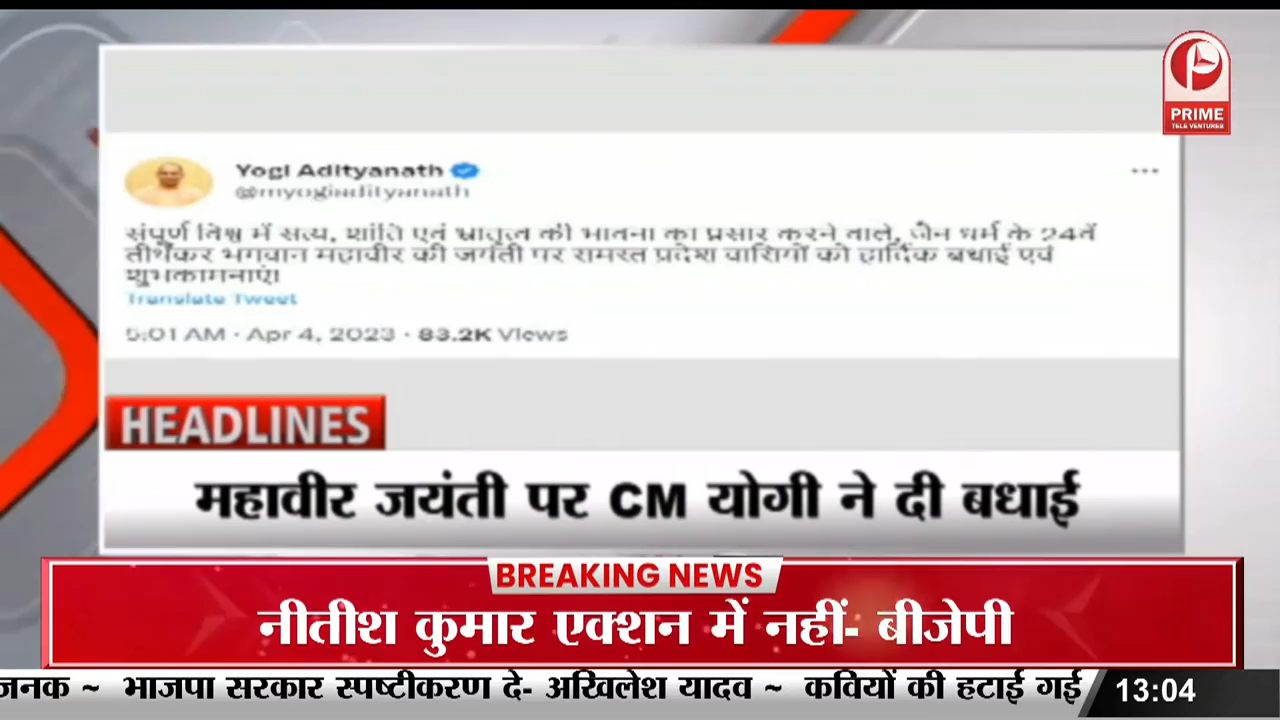 PRIME
TELE VENTURES
Yogi Adityanath
@myogiadityanath
संपूर्ण विश्व में सत्य, शांति एवं भ्रातृत्व की भावना का प्रसार करने वाले, जैन धर्म के 24वें
तीर्थंकर भगवान महावीर की जयंती पर समस्त प्रदेश वासियों को हार्दिक बधाई एवं
शुभकामनाएं।
Translate Tweet
5:01 AM · Apr 4, 2023 · 83.2K Views
HEADLINES
महावीर जयंती पर CM योगी ने दी बधाई
BREAKING NEWS
नीतीश कुमार एक्शन में नहीं- बीजेपी
जनक ~ भाजपा सरकार स्पष्टीकरण दे- अखिलेश यादव ~ कवियों की हटाई गई
13:04